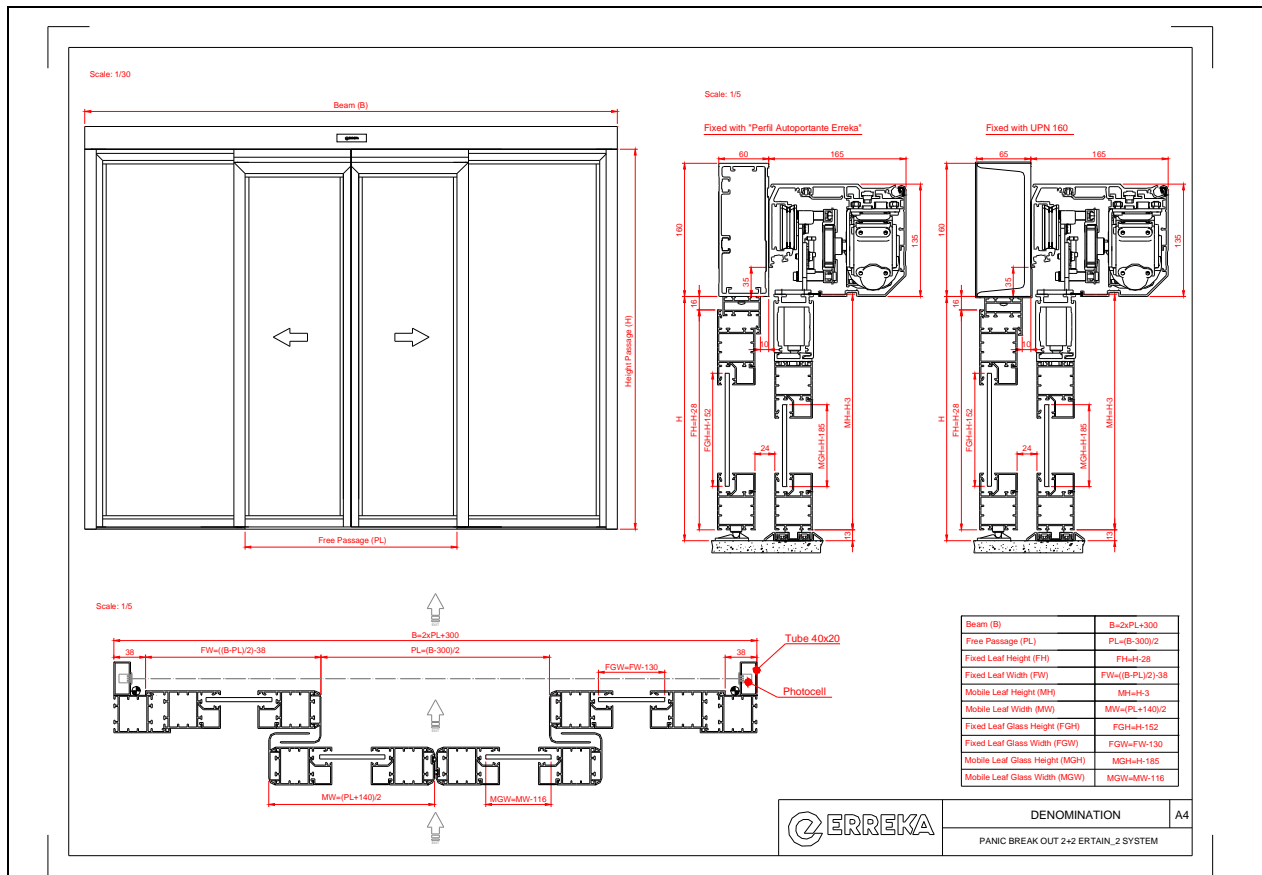 Scale: 1/30
Beam (B)
ERREKA
Height Passage (H)
Free Passage (PL)
Scale: 1/5
Fixed with "Perfil Autoportante Erreka"
60
165
160
135
35
16
10
H
FH=H-28
FGH=H-152
24
MGH=H-185
MH=H-3
13
Fixed with UPN 160
65
165
160
135
35
16
10
H
FH=H-28
FGH=H-152
24
MGH=H-185
MH=H-3
13
Scale: 1/5
B=2xPL+300
38
FW=((B-PL)/2)-38
PL=(B-300)/2
38
FGW=FW-130
Tube 40x20
Photocell
MW=(PL+140)/2
MGW=MW-116
Beam (B) B=2xPL+300
Free Passage (PL) PL=(B-300)/2
Fixed Leaf Height (FH) FH=H-28
Fixed Leaf Width (FW) FW=((B-PL)/2)-38
Mobile Leaf Height (MH) MH=H-3
Mobile Leaf Width (MW) MW=(PL+140)/2
Fixed Leaf Glass Height (FGH) FGH=H-152
Fixed Leaf Glass Width (FGW) FGW=FW-130
Mobile Leaf Glass Height (MGH) MGH=H-185
Mobile Leaf Glass Width (MGW) MGW=MW-116
ERREKA
DENOMINATION
A4
PANIC BREAK OUT 2+2 ERTAIN_2 SYSTEM